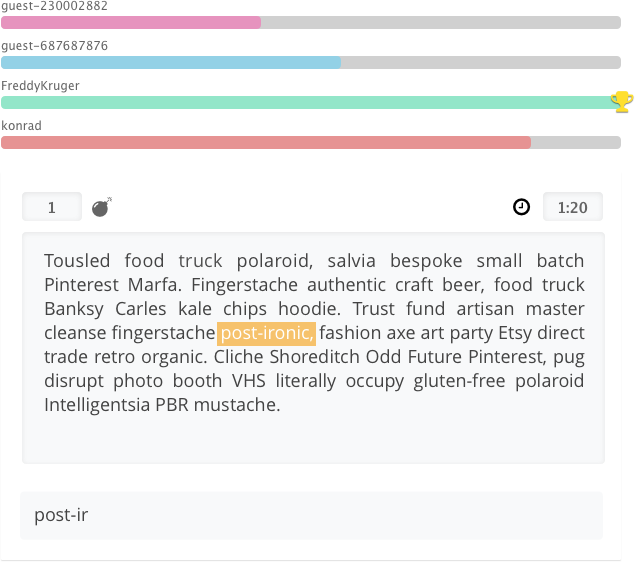 guest-230002882
guest-687687876
FreddyKruger
konrad
1
1:20
Tousled food truck polaroid, salvia bespoke small batch
Pinterest Marfa. Fingerstache authentic craft beer, food truck
Banksy Carles kale chips hoodie. Trust fund artisan master
cleanse fingerstache post-ironic, fashion axe art party Etsy direct
trade retro organic. Cliche Shoreditch Odd Future Pinterest, pug
disrupt photo booth VHS literally occupy gluten-free polaroid
Intelligentsia PBR mustache.
post-ir